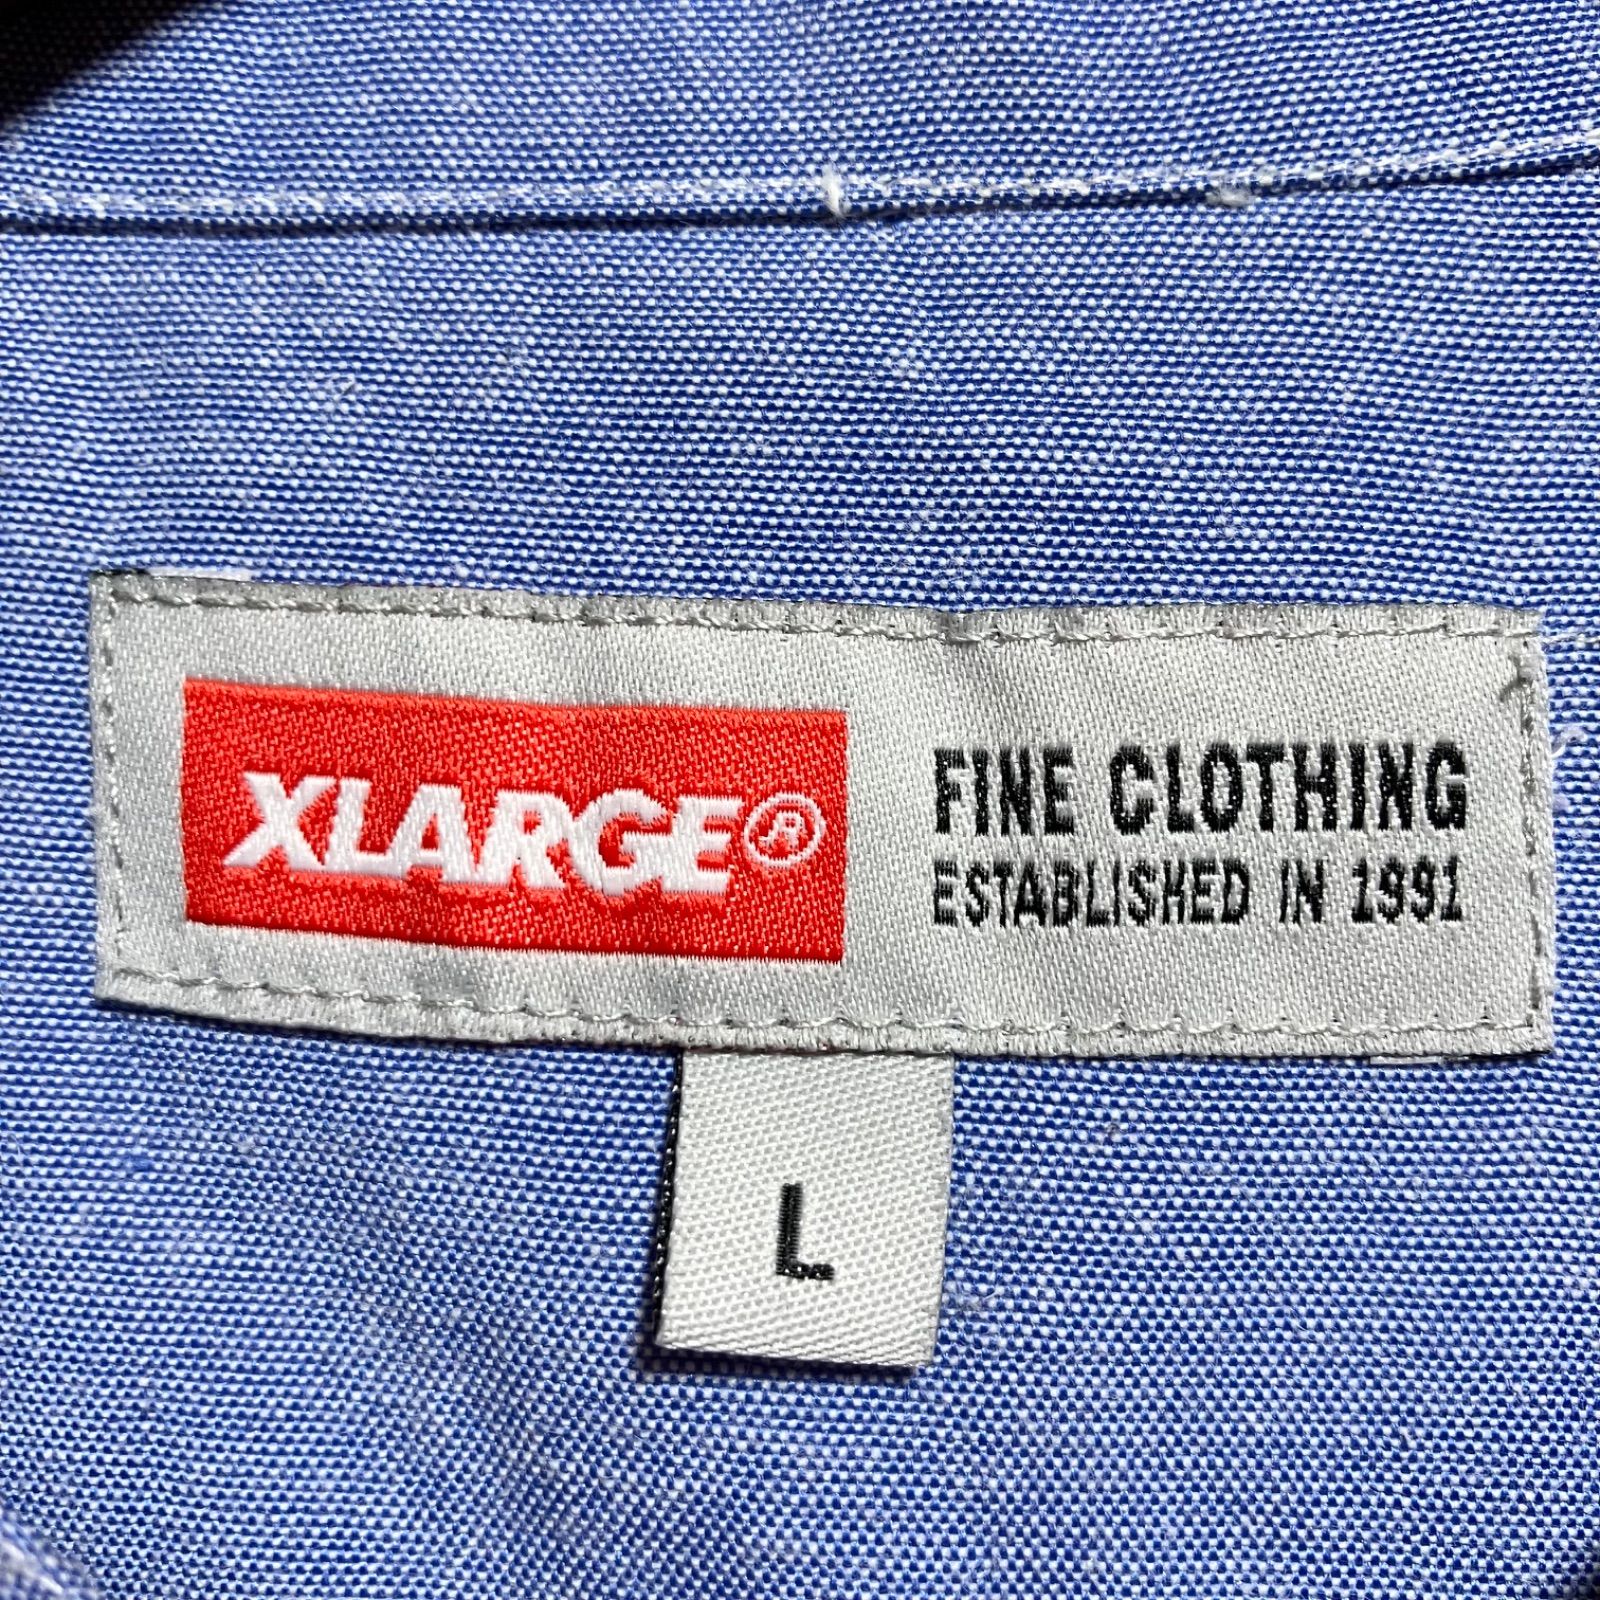 XLARGE®
FINE CLOTHING
ESTABLISHED IN 1991
L